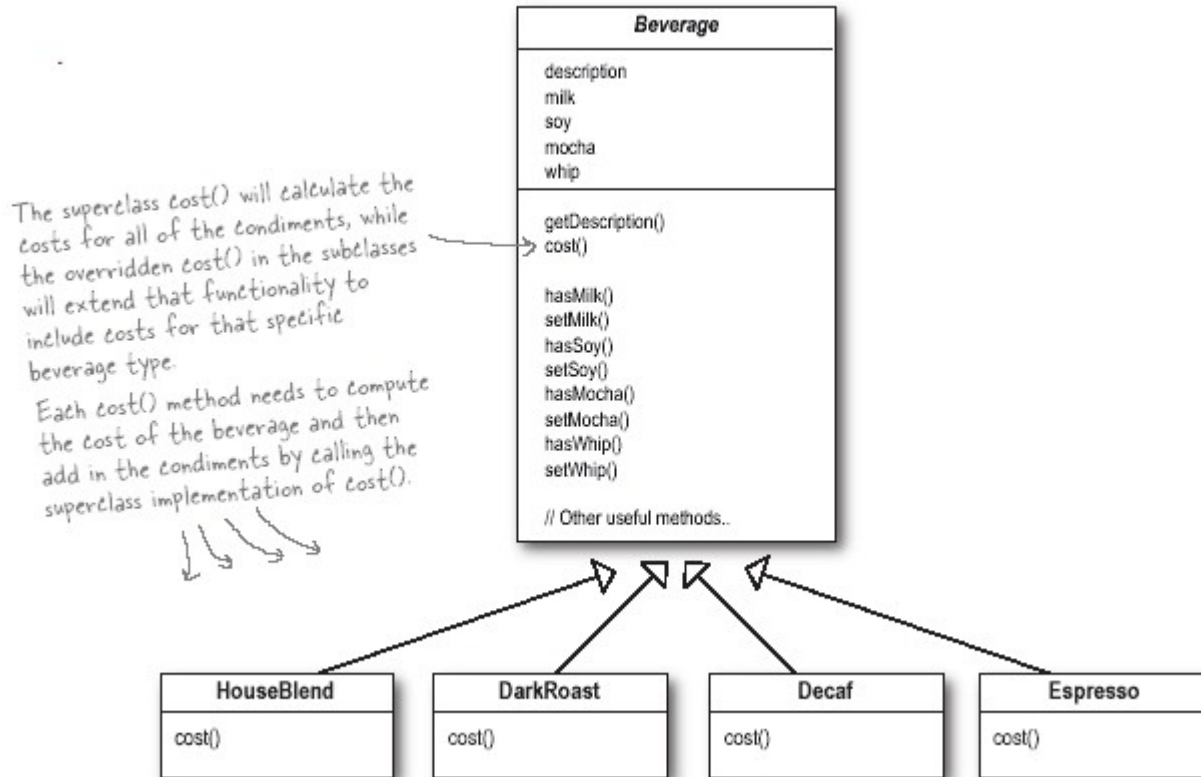 Beverage
description
milk
soy
mocha
whip
The superclass cost() will calculate the
costs for all of the condiments, while
the overridden cost() in the subclasses
will extend that functionality to
include costs for that specific
beverage type.
Each cost() method needs to compute
the cost of the beverage and then
add in the condiments by calling the
superclass implementation of cost().
getDescription()
cost()
hasMilk()
setMilk()
hasSoy()
setSoy()
hasMocha()
setMocha()
hasWhip()
setWhip()
// Other useful methods..
HouseBlend
cost()
DarkRoast
cost()
Decaf
cost()
Espresso
cost()